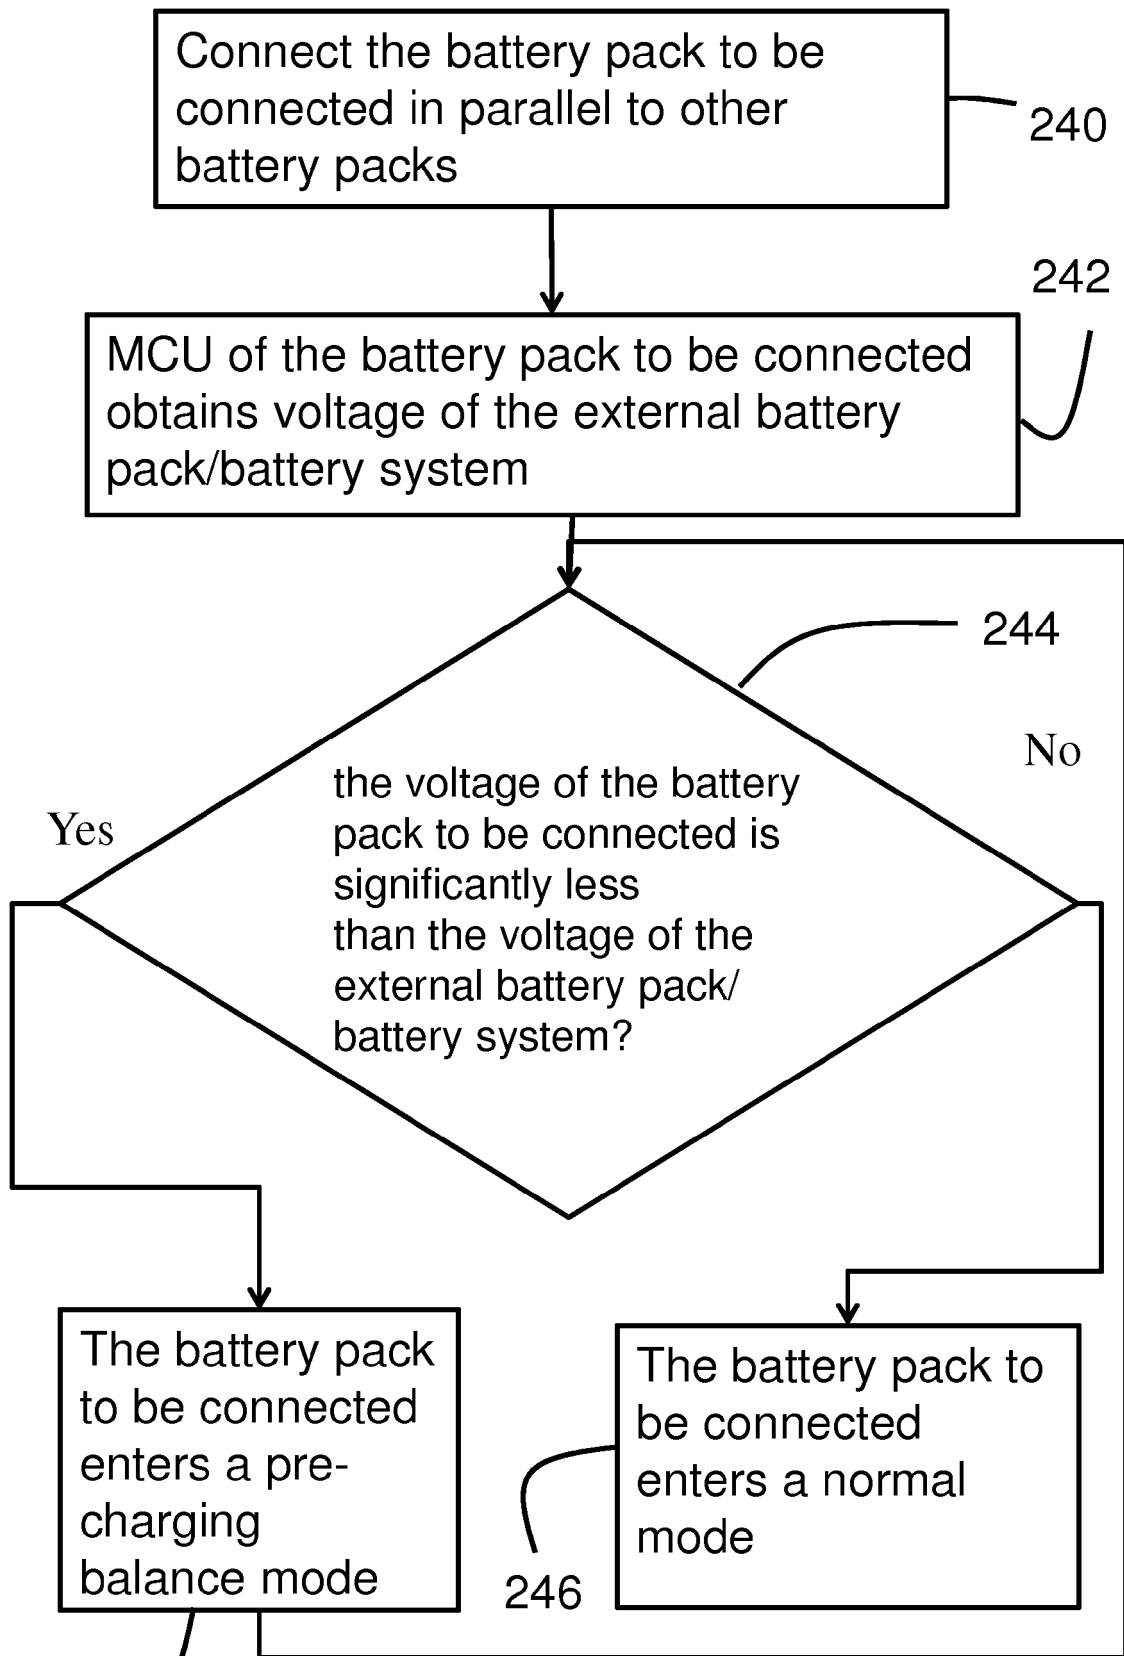 Connect the battery pack to be
connected in parallel to other
battery packs
240
242
MCU of the battery pack to be connected
obtains voltage of the external battery
pack/battery system
244
No
Yes
the voltage of the battery
pack to be connected is
significantly less
than the voltage of the
external battery pack/
battery system?
The battery pack
to be connected
enters a pre-
charging
balance mode
The battery pack to
be connected
enters a normal
mode
246